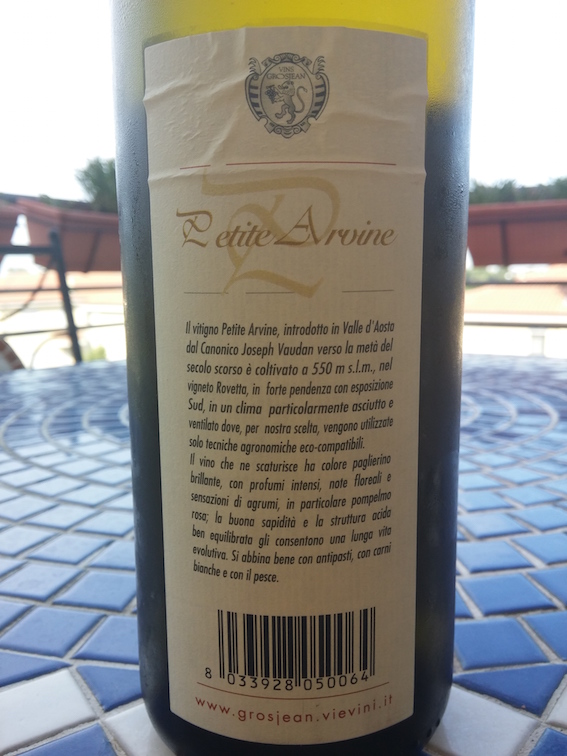 VINS
GROSJEAN
Petite Arvine
Il vitigno Petite Arvine, introdotto in Valle d'Aosta
dal Canonico Joseph Vaudan verso la metà del
secolo scorso è coltivato a 550 m s.l.m., nel
vigneto Rovetta, in forte pendenza con esposizione
Sud, in un clima particolarmente asciutto e
ventilato dove, per nostra scelta, vengono utilizzate
solo tecniche agronomiche eco-compatibili.
Il vino che ne scaturisce ha colore paglierino
brillante, con profumi intensi, note floreali e
sensazioni di agrumi, in particolare pompelmo
rosa; la buona sapidità e la struttura acida
ben equilibrata gli consentono una lunga vita
evolutiva. Si abbina bene con antipasti, con carni
bianche e con il pesce.
8 033928 050064
www.grosjean.vievini.it